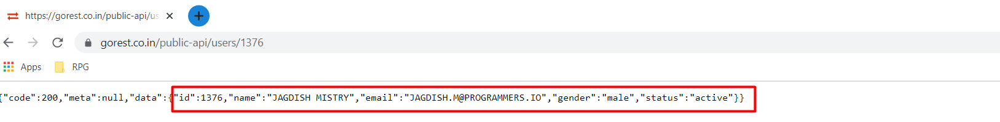 https://gorest.co.in/public-api/us
gorest.co.in/public-api/users/1376
Apps RPG
{"code":200,"meta":null,"data":{"id":1376,"name":"JAGDISH MISTRY","email":"JAGDISH.M@PROGRAMMERS.IO","gender":"male","status":"active"}}